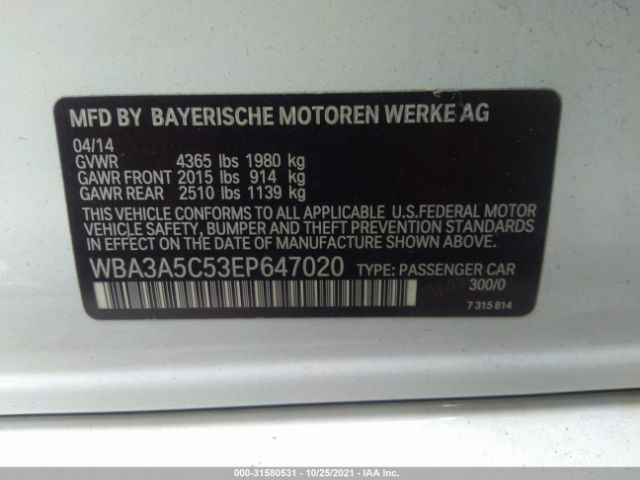 MFD BY BAYERISCHE MOTOREN WERKE AG
04/14
GVWR 4365 lbs 1980 kg
GAWR FRONT 2015 lbs 914 kg
GAWR REAR 2510 lbs 1139 kg
THIS VEHICLE CONFORMS TO ALL APPLICABLE U.S.FEDERAL MOTOR
VEHICLE SAFETY, BUMPER AND THEFT PREVENTION STANDARDS
IN EFFECT ON THE DATE OF MANUFACTURE SHOWN ABOVE.
WBA3A5C53EP647020 TYPE: PASSENGER CAR
300/0
7 315 814
000-31580531 - 10/25/2021 - IAAI.COM